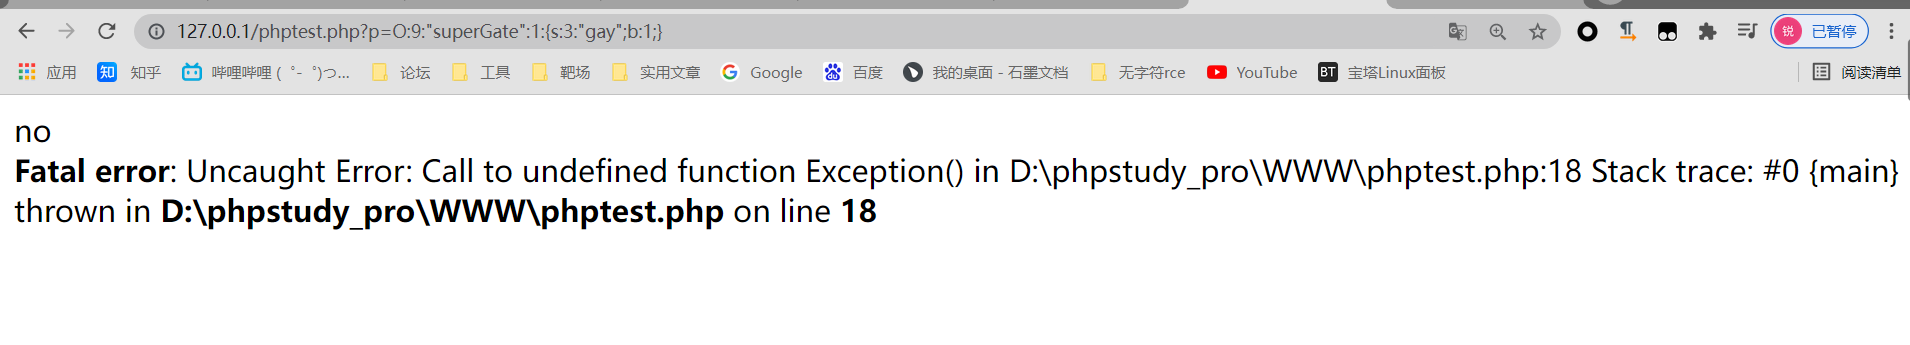 127.0.0.1/phptest.php?p=O:9:"superGate":1:{s:3:"gay";b:1;}
锐 已暂停
应用 知 知乎 哔哩哔哩 (゜-゜)つ... 论坛 工具 靶场 实用文章 Google 百度 我的桌面 - 石墨文档 无字符rce YouTube BT 宝塔Linux面板 阅读清单
no
Fatal error: Uncaught Error: Call to undefined function Exception() in D:\phpstudy_pro\WWW\phptest.php:18 Stack trace: #0 {main}
thrown in D:\phpstudy_pro\WWW\phptest.php on line 18